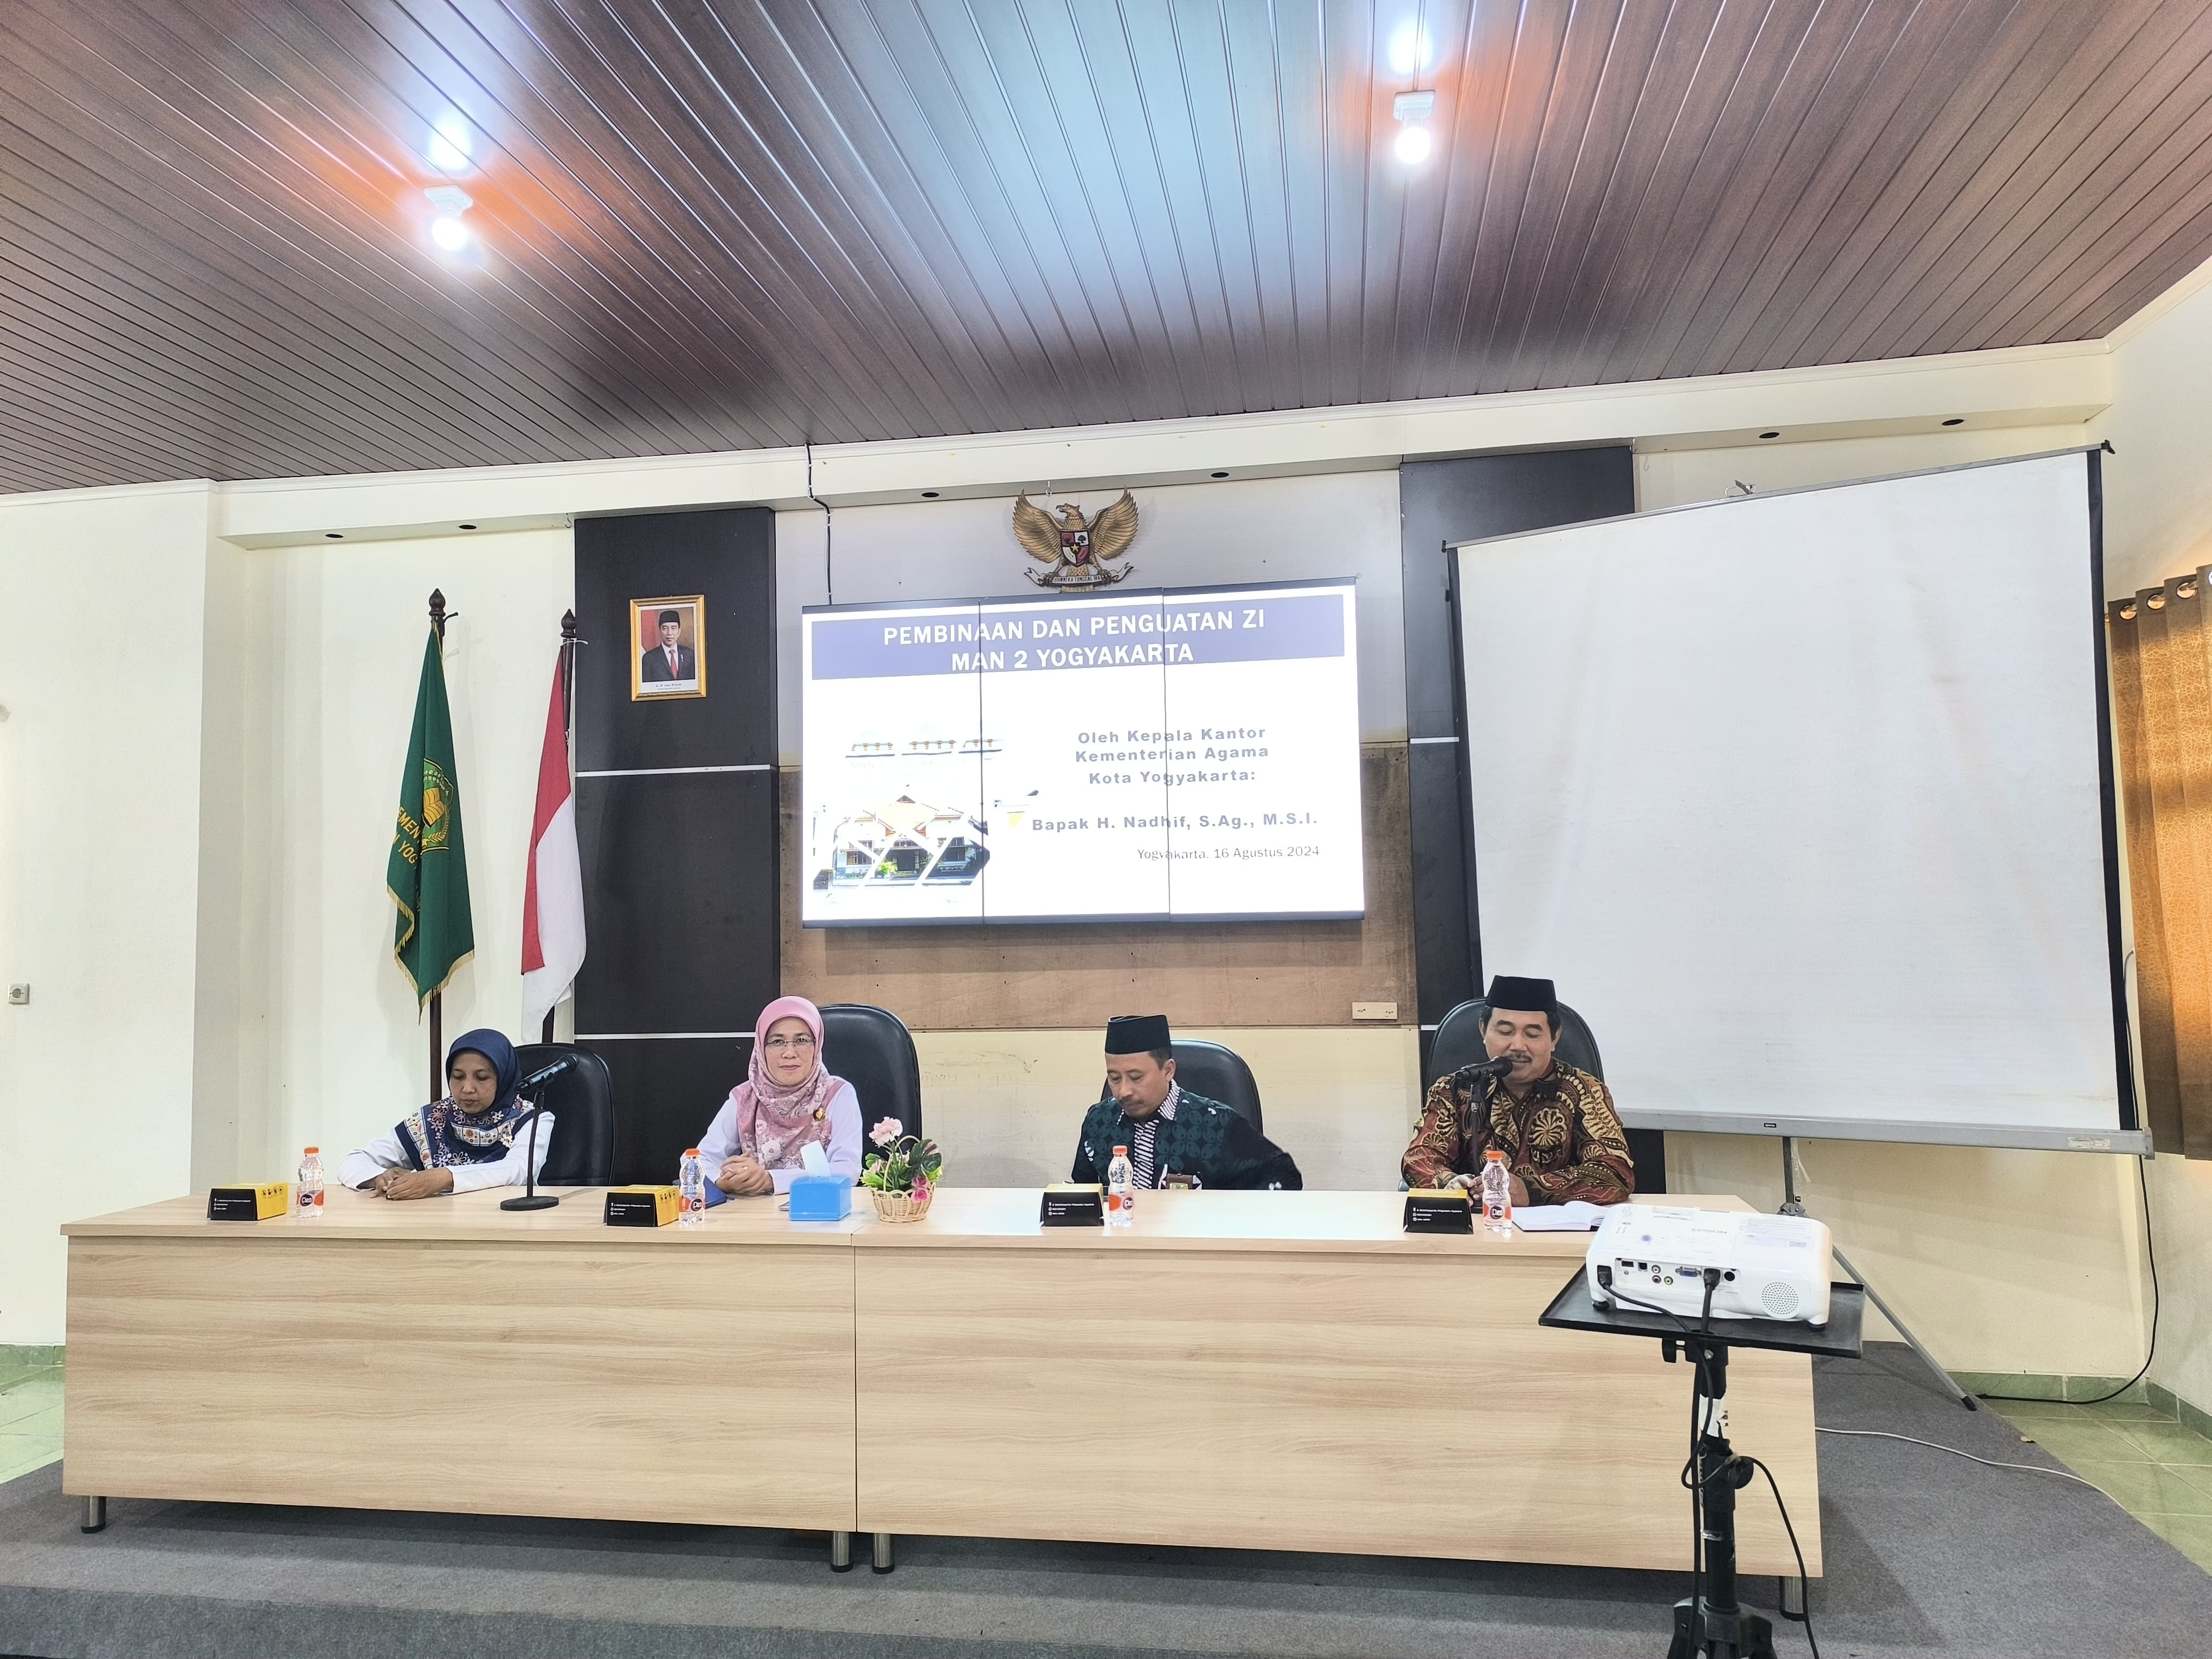 PEMBINAAN DAN PENGUATAN ZI
MAN 2 YOGYAKARTA
Oleh Kepala Kantor
Kementerian Agama
Kota Yogyakarta:
Bapak H. Nadhif, S.Ag., M.S.I.
Yogyakarta, 16 Agustus 2024